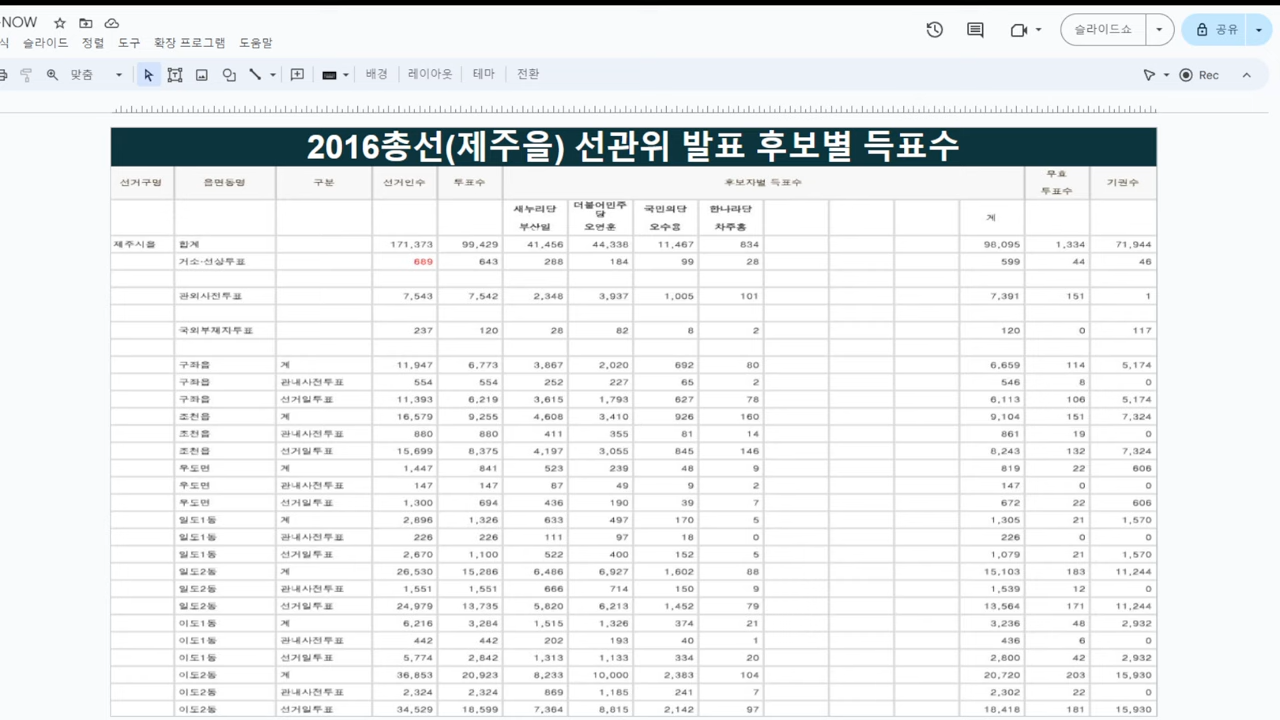 -NOW
식 슬라이드 정렬 도구 확장 프로그램 도움말
슬라이드쇼
공유
맞춤
배경 레이아웃 테마 전환
Rec
2016총선(제주을) 선관위 발표 후보별 득표수
선거구명 읍면동명 구분 선거인수 투표수 후보자별 득표수 무효 투표수 기권수
새누리당 부상일 더불어민주당 오영훈 국민의당 오수용 한나라당 차주홍 계
제주시을 합계 171,373 99,429 41,456 44,338 11,467 834 98,095 1,334 71,944
거소·선상투표 689 643 288 184 99 28 599 44 46
관외사전투표 7,543 7,542 2,348 3,937 1,005 101 7,391 151 1
국외부재자투표 237 120 28 82 8 2 120 0 117
구좌읍 계 11,947 6,773 3,867 2,020 692 80 6,659 114 5,174
구좌읍 관내사전투표 554 554 252 227 65 2 546 8 0
구좌읍 선거일투표 11,393 6,219 3,615 1,793 627 78 6,113 106 5,174
조천읍 계 16,579 9,255 4,608 3,410 926 160 9,104 151 7,324
조천읍 관내사전투표 880 880 411 355 81 14 861 19 0
조천읍 선거일투표 15,699 8,375 4,197 3,055 845 146 8,243 132 7,324
우도면 계 1,447 841 523 239 48 9 819 22 606
우도면 관내사전투표 147 147 87 49 9 2 147 0 0
우도면 선거일투표 1,300 694 436 190 39 7 672 22 606
일도1동 계 2,896 1,326 633 497 170 5 1,305 21 1,570
일도1동 관내사전투표 226 226 111 97 18 0 226 0 0
일도1동 선거일투표 2,670 1,100 522 400 152 5 1,079 21 1,570
일도2동 계 26,530 15,286 6,486 6,927 1,602 88 15,103 183 11,244
일도2동 관내사전투표 1,551 1,551 666 714 150 9 1,539 12 0
일도2동 선거일투표 24,979 13,735 5,820 6,213 1,452 79 13,564 171 11,244
이도1동 계 6,216 3,284 1,515 1,326 374 21 3,236 48 2,932
이도1동 관내사전투표 442 442 202 193 40 1 436 6 0
이도1동 선거일투표 5,774 2,842 1,313 1,133 334 20 2,800 42 2,932
이도2동 계 36,853 20,923 8,233 10,000 2,383 104 20,720 203 15,930
이도2동 관내사전투표 2,324 2,324 869 1,185 241 7 2,302 22 0
이도2동 선거일투표 34,529 18,599 7,364 8,815 2,142 97 18,418 181 15,930